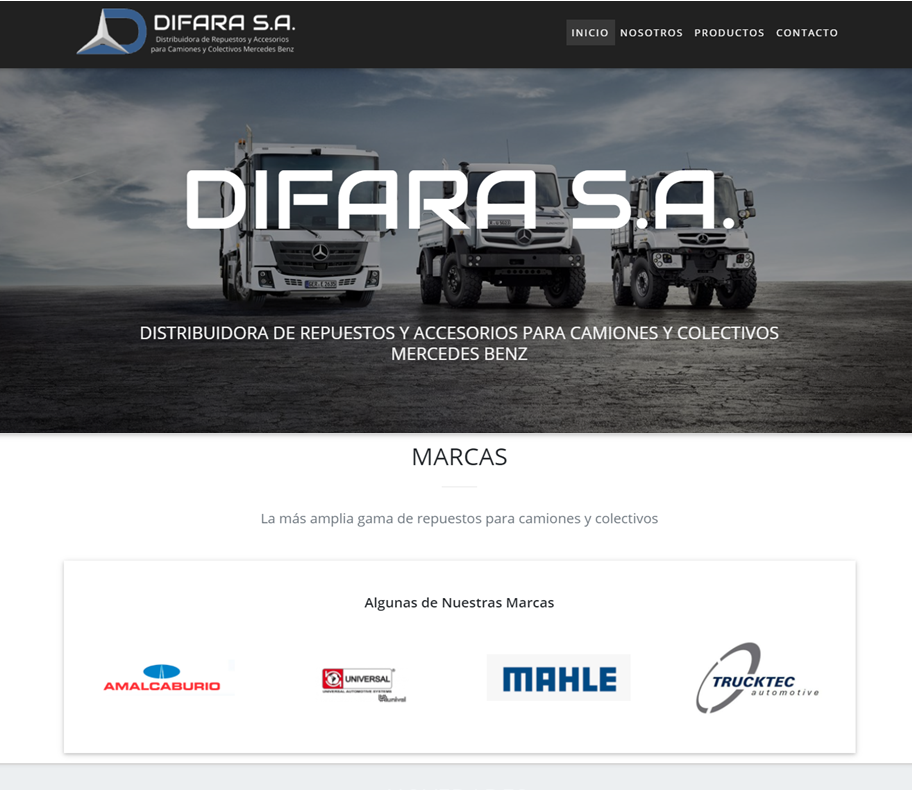 DIFARA S.A.
Distribuidora de Repuestos y Accesorios
para Camiones y Colectivos Mercedes Benz
INICIO NOSOTROS PRODUCTOS CONTACTO
DIFARA S.A.
DISTRIBUIDORA DE REPUESTOS Y ACCESORIOS PARA CAMIONES Y COLECTIVOS
MERCEDES BENZ
MARCAS
La más amplia gama de repuestos para camiones y colectivos
Algunas de Nuestras Marcas
AMALCABURIO
UNIVERSAL
UNIVERSAL AUTOMOTIVE SYSTEMS
MAHLE
TRUCKTEC
automotive